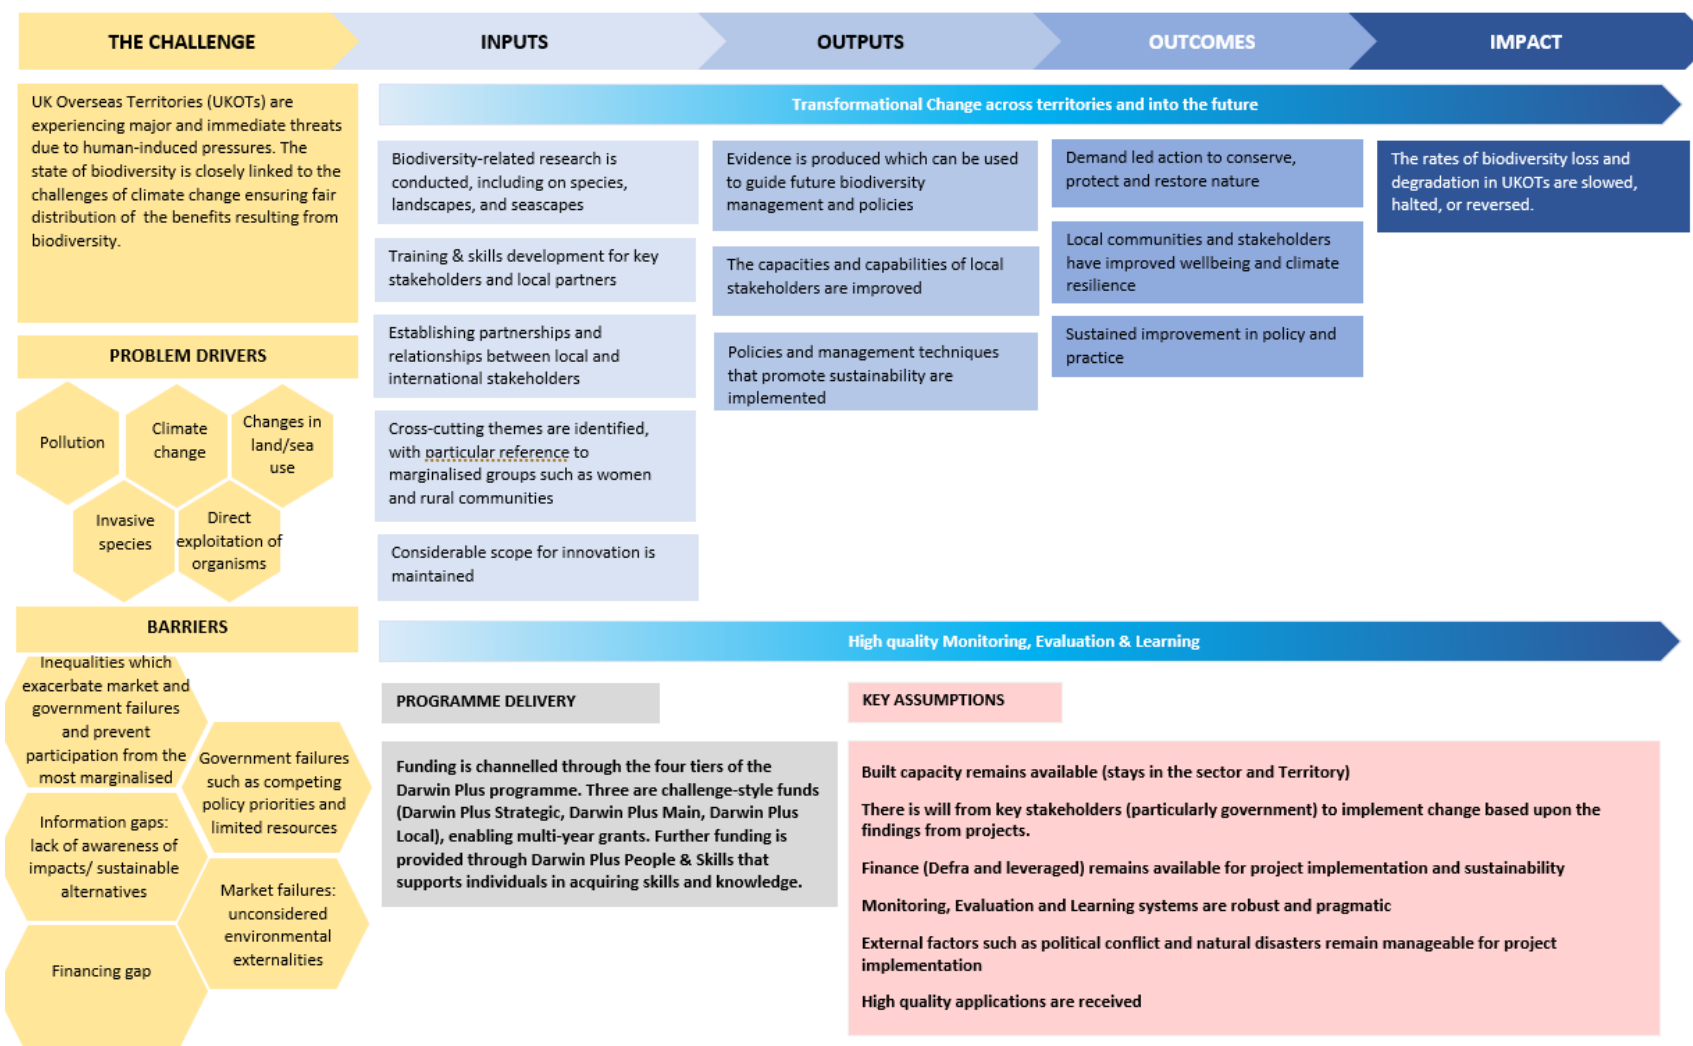 THE CHALLENGE
INPUTS
OUTPUTS
OUTCOMES
IMPACT
UK Overseas Territories (UKOTs) are
experiencing major and immediate threats
due to human-induced pressures. The
state of biodiversity is closely linked to the
challenges of climate change ensuring fair
distribution of the benefits resulting from
biodiversity.
PROBLEM DRIVERS
Pollution
Climate
change
Changes in
land/sea
use
Invasive
species
Direct
exploitation of
organisms
BARRIERS
Inequalities which
exacerbate market and
government failures
and prevent
participation from the
most marginalised
Government failures
such as competing
policy priorities and
limited resources
Information gaps:
lack of awareness of
impacts/ sustainable
alternatives
Market failures:
unconsidered
environmental
externalities
Financing gap
Transformational Change across territories and into the future
Biodiversity-related research is
conducted, including on species,
landscapes, and seascapes
Training & skills development for key
stakeholders and local partners
Establishing partnerships and
relationships between local and
international stakeholders
Cross-cutting themes are identified,
with particular reference to
marginalised groups such as women
and rural communities
Considerable scope for innovation is
maintained
Evidence is produced which can be used
to guide future biodiversity
management and policies
The capacities and capabilities of local
stakeholders are improved
Policies and management techniques
that promote sustainability are
implemented
Demand led action to conserve,
protect and restore nature
Local communities and stakeholders
have improved wellbeing and climate
resilience
Sustained improvement in policy and
practice
The rates of biodiversity loss and
degradation in UKOTs are slowed,
halted, or reversed.
High quality Monitoring, Evaluation & Learning
PROGRAMME DELIVERY
Funding is channelled through the four tiers of the
Darwin Plus programme. Three are challenge-style funds
(Darwin Plus Strategic, Darwin Plus Main, Darwin Plus
Local), enabling multi-year grants. Further funding is
provided through Darwin Plus People & Skills that
supports individuals in acquiring skills and knowledge.
KEY ASSUMPTIONS
Built capacity remains available (stays in the sector and Territory)
There is will from key stakeholders (particularly government) to implement change based upon the
findings from projects.
Finance (Defra and leveraged) remains available for project implementation and sustainability
Monitoring, Evaluation and Learning systems are robust and pragmatic
External factors such as political conflict and natural disasters remain manageable for project
implementation
High quality applications are received